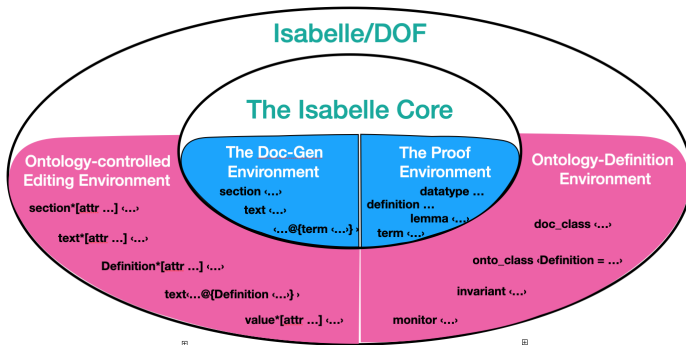 Isabelle/DOF
The Isabelle Core
Ontology-controlled
Editing Environment
section*[attr ...] ‹...›
text*[attr ...] ‹...›
Definition*[attr ...] ‹...›
text‹...@{Definition ‹...›} ›
value*[attr ...] ‹...›
The Doc-Gen
Environment
section ‹...›
text ‹...›
‹...@{term ‹...›} ›
The Proof
Environment
datatype ...
definition ...
lemma ‹...›
term ‹...›
Ontology-Definition
Environment
doc_class ‹...›
onto_class ‹Definition = ...›
invariant ‹...›
monitor ‹...›